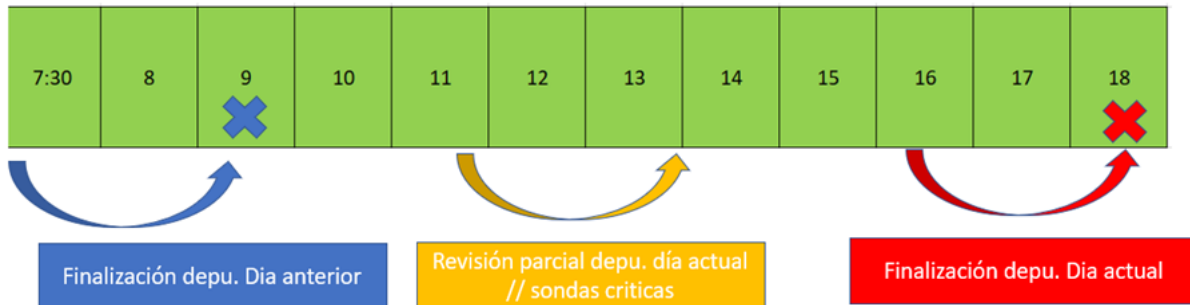 7:30 8 9 10 11 12 13 14 15 16 17 18
Finalización depu. Dia anterior
Revisión parcial depu. día actual
// sondas criticas
Finalización depu. Dia actual